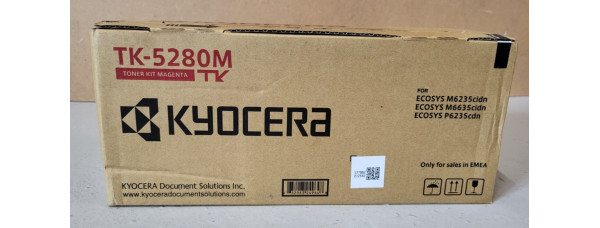 TK-5280M
TONER KIT MAGENTA
TK
KYOCERA
FOR
ECOSYS M6235cidn
ECOSYS M6635cidn
ECOSYS P6235cdn
Only for sales in EMEA
KYOCERA Document Solutions Inc.
www.kyoceradocumentsolutions.com